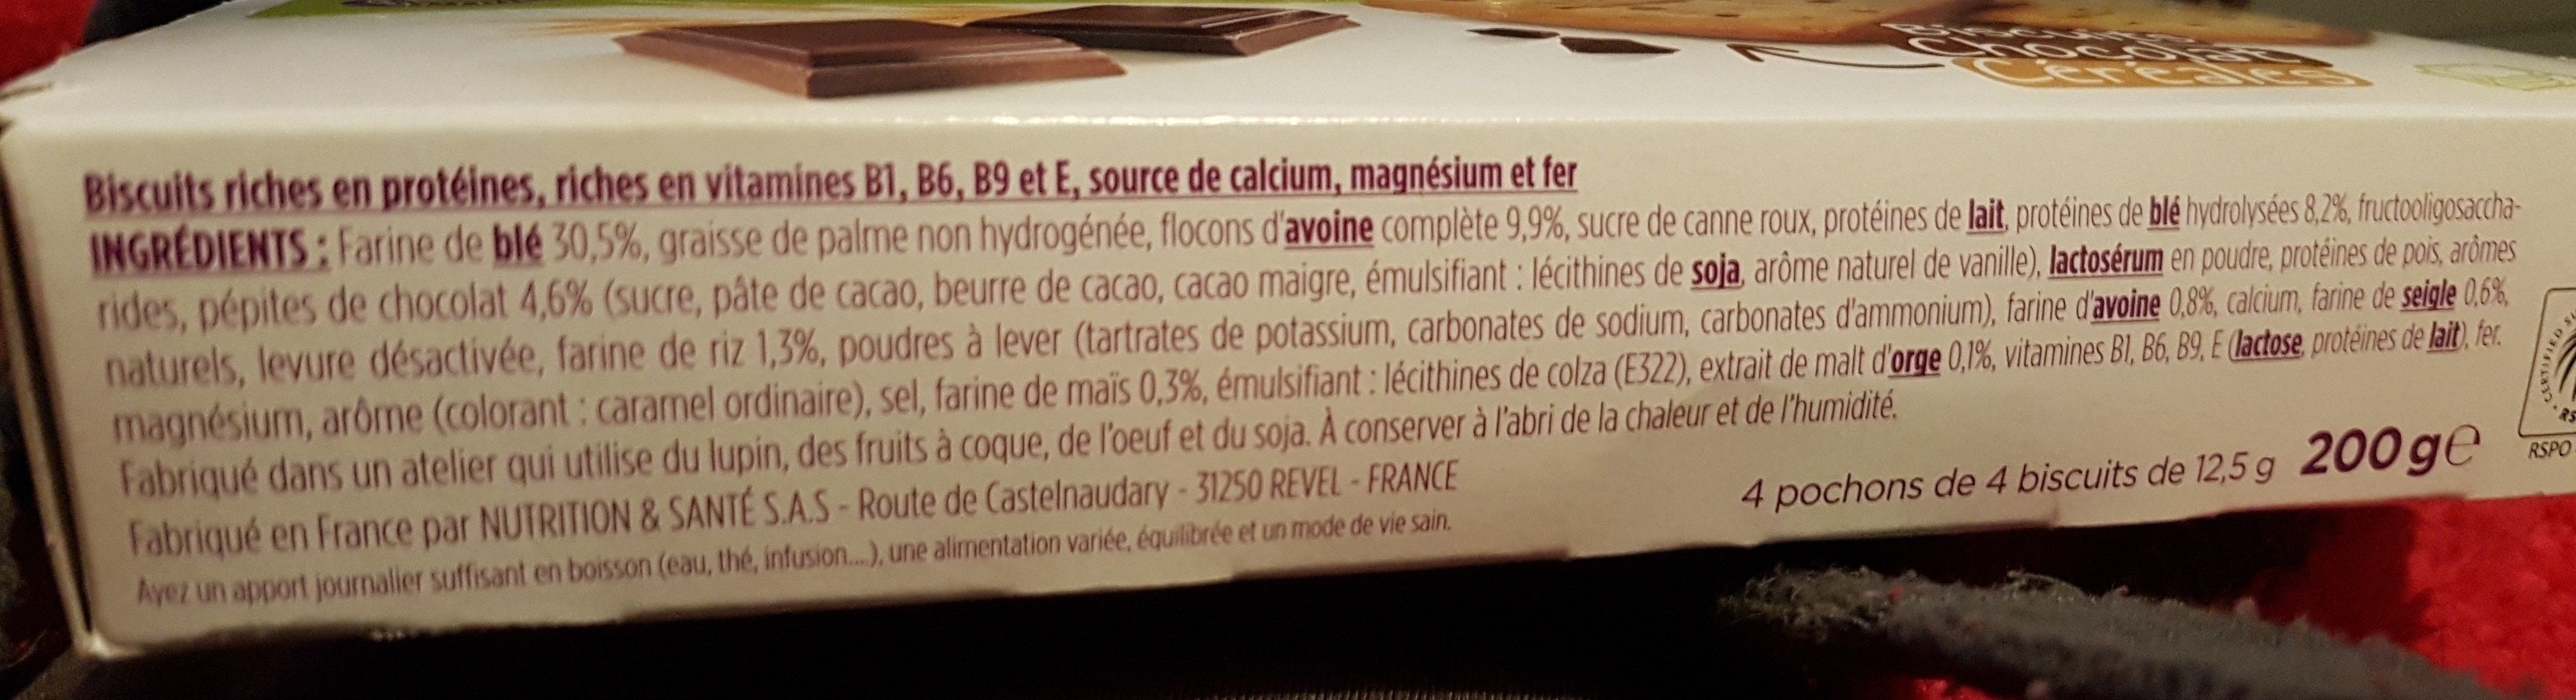 Biscuits
Chocolat
Céréales
Biscuits riches en protéines, riches en vitamines B1, B6, B9 et E, source de calcium, magnésium et fer
INGRÉDIENTS : Farine de blé 30,5%, graisse de palme non hydrogénée, flocons d'avoine complète 9,9%, sucre de canne roux, protéines de lait, protéines de blé hydrolysées 8,2%, fructooligosaccha-
rides, pépites de chocolat 4,6% (sucre, pâte de cacao, beurre de cacao, cacao maigre, émulsifiant : lécithines de soja, arôme naturel de vanille), lactosérum en poudre, protéines de pois, arômes
naturels, levure désactivée, farine de riz 1,3%, poudres à lever (tartrates de potassium, carbonates de sodium, carbonates d'ammonium), farine d'avoine 0,8%, calcium, farine de seigle 0,6%,
magnésium, arôme (colorant : caramel ordinaire), sel, farine de maïs 0,3%, émulsifiant : lécithines de colza (E322), extrait de malt d'orge 0,1%, vitamines B1, B6, B9, E (lactose, protéines de lait), fer.
Fabriqué dans un atelier qui utilise du lupin, des fruits à coque, de l'oeuf et du soja. À conserver à l'abri de la chaleur et de l'humidité.
Fabriqué en France par NUTRITION & SANTÉ S.A.S - Route de Castelnaudary - 31250 REVEL - FRANCE
Ayez un apport journalier suffisant en boisson (eau, thé, infusion....), une alimentation variée, équilibrée et un mode de vie sain.
4 pochons de 4 biscuits de 12,5 g 200 g e
CERTIFIED
RSPO